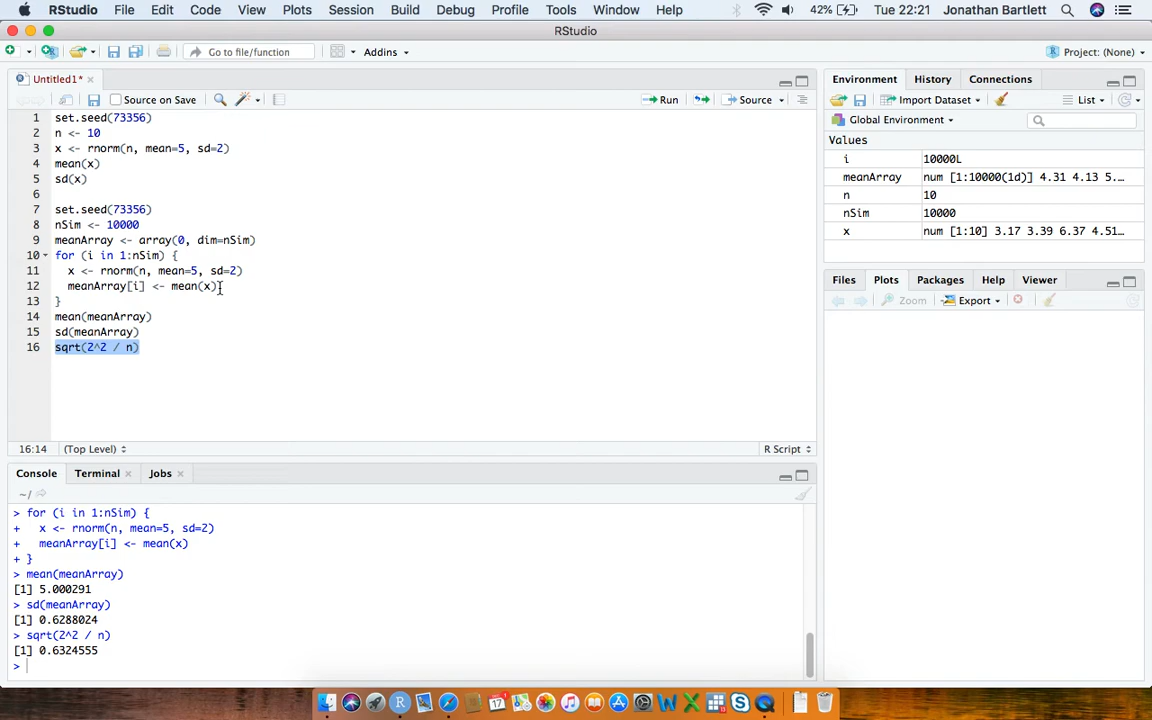 RStudio File Edit Code View Plots Session Build Debug Profile Tools Window Help 42% Tue 22:21 Jonathan Bartlett
RStudio
Go to file/function Addins Project: (None)
Untitled1*
Source on Save Run Source
1 set.seed(73356)
2 n <- 10
3 x <- rnorm(n, mean=5, sd=2)
4 mean(x)
5 sd(x)
6
7 set.seed(73356)
8 nSim <- 10000
9 meanArray <- array(0, dim=nSim)
10 for (i in 1:nSim) {
11 x <- rnorm(n, mean=5, sd=2)
12 meanArray[i] <- mean(x)
13 }
14 mean(meanArray)
15 sd(meanArray)
16 sqrt(2^2 / n)
16:14 (Top Level) R Script
Console Terminal Jobs
~/
> for (i in 1:nSim) {
+ x <- rnorm(n, mean=5, sd=2)
+ meanArray[i] <- mean(x)
+ }
> mean(meanArray)
[1] 5.000291
> sd(meanArray)
[1] 0.6288024
> sqrt(2^2 / n)
[1] 0.6324555
>
Environment History Connections
Import Dataset List
Global Environment
Values
i 10000L
meanArray num [1:10000(1d)] 4.31 4.13 5.…
n 10
nSim 10000
x num [1:10] 3.17 3.39 6.37 4.51…
Files Plots Packages Help Viewer
Zoom Export